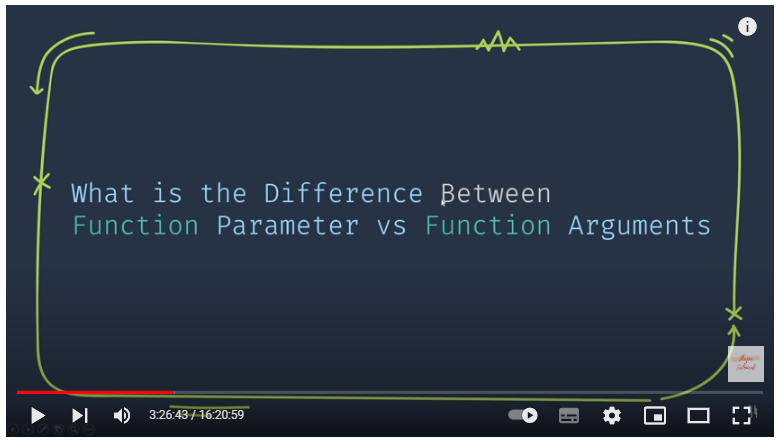 What is the Difference Between
Function Parameter vs Function Arguments
3:26:43 / 16:20:59